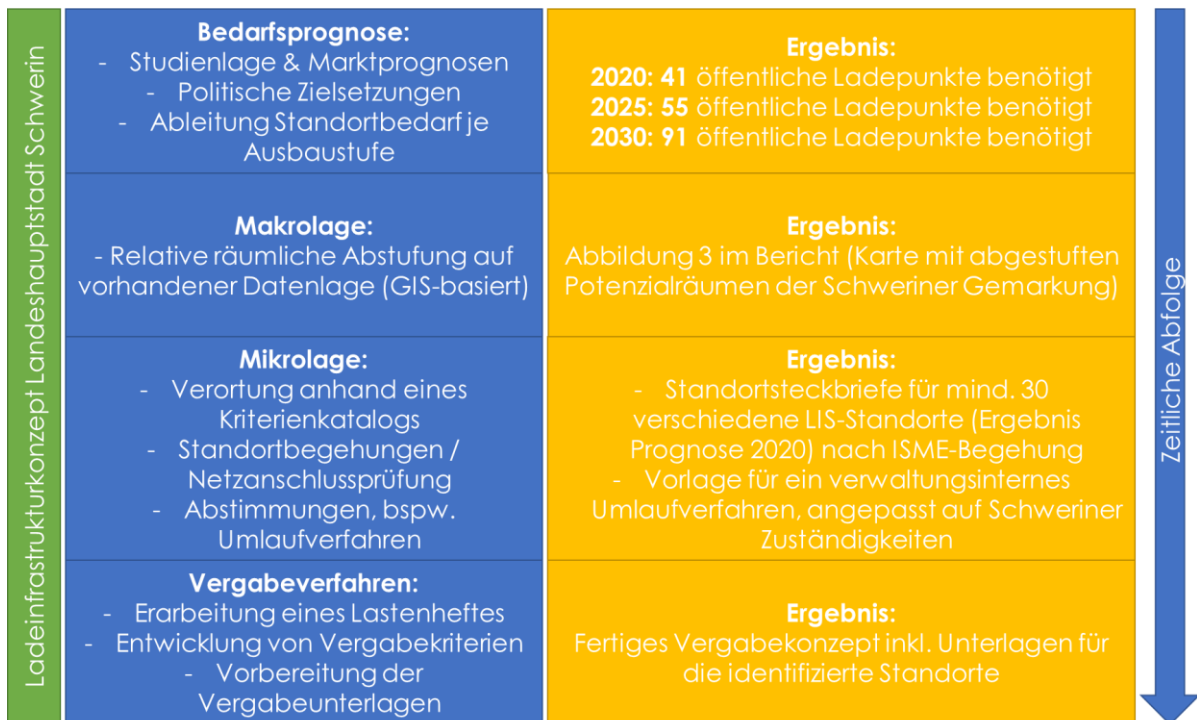 Ladeinfrastrukturkonzept Landeshauptstadt Schwerin
Bedarfsprognose:
- Studienlage & Marktprognosen
- Politische Zielsetzungen
- Ableitung Standortbedarf je
Ausbaustufe
Ergebnis:
2020: 41 öffentliche Ladepunkte benötigt
2025: 55 öffentliche Ladepunkte benötigt
2030: 91 öffentliche Ladepunkte benötigt
Makrolage:
- Relative räumliche Abstufung auf
vorhandener Datenlage (GIS-basiert)
Ergebnis:
Abbildung 3 im Bericht (Karte mit abgestuften
Potenzialräumen der Schweriner Gemarkung)
Mikrolage:
- Verortung anhand eines
Kriterienkatalogs
- Standortbegehungen /
Netzanschlussprüfung
- Abstimmungen, bspw.
Umlaufverfahren
Ergebnis:
- Standortsteckbriefe für mind. 30
verschiedene LIS-Standorte (Ergebnis
Prognose 2020) nach ISME-Begehung
- Vorlage für ein verwaltungsinternes
Umlaufverfahren, angepasst auf Schweriner
Zuständigkeiten
Vergabeverfahren:
- Erarbeitung eines Lastenheftes
- Entwicklung von Vergabekriterien
- Vorbereitung der
Vergabeunterlagen
Ergebnis:
Fertiges Vergabekonzept inkl. Unterlagen für
die identifizierte Standorte
Zeitliche Abfolge